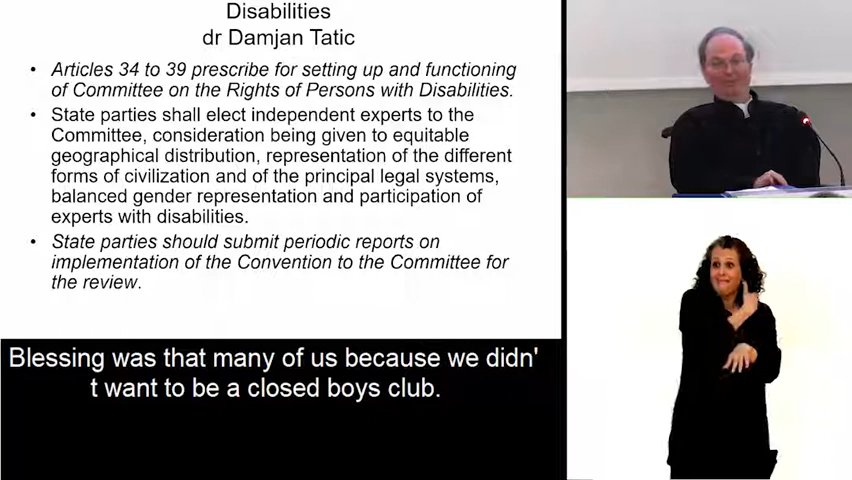 Disabilities
dr Damjan Tatic
• Articles 34 to 39 prescribe for setting up and functioning
of Committee on the Rights of Persons with Disabilities.
• State parties shall elect independent experts to the
Committee, consideration being given to equitable
geographical distribution, representation of the different
forms of civilization and of the principal legal systems,
balanced gender representation and participation of
experts with disabilities.
• State parties should submit periodic reports on
implementation of the Convention to the Committee for
the review.
Blessing was that many of us because we didn'
t want to be a closed boys club.